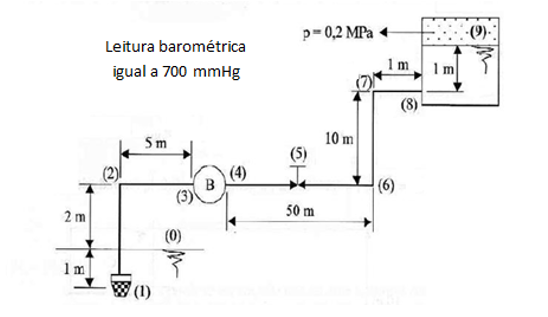 Leitura barométrica
igual a 700 mmHg
p = 0,2 MPa
(9)
1 m
1 m
(7)
(8)
10 m
(5)
5 m
(2)
(4)
B
(3)
(6)
50 m
2 m
(0)
1 m
(1)